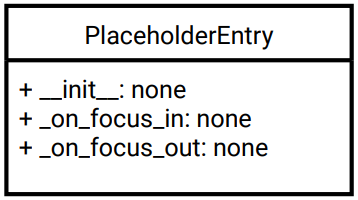 PlaceholderEntry
+ __init__: none
+ _on_focus_in: none
+ _on_focus_out: none